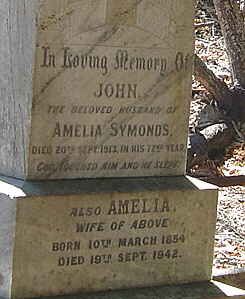 In Loving Memory Of
JOHN,
THE BELOVED HUSBAND OF
AMELIA SYMONDS,
DIED 20TH SEPT. 1913, IN HIS 72ND YEAR.
GOD TOUCHED HIM AND HE SLEPT.
ALSO AMELIA,
WIFE OF ABOVE
BORN 10TH MARCH 1854
DIED 19TH SEPT. 1942.